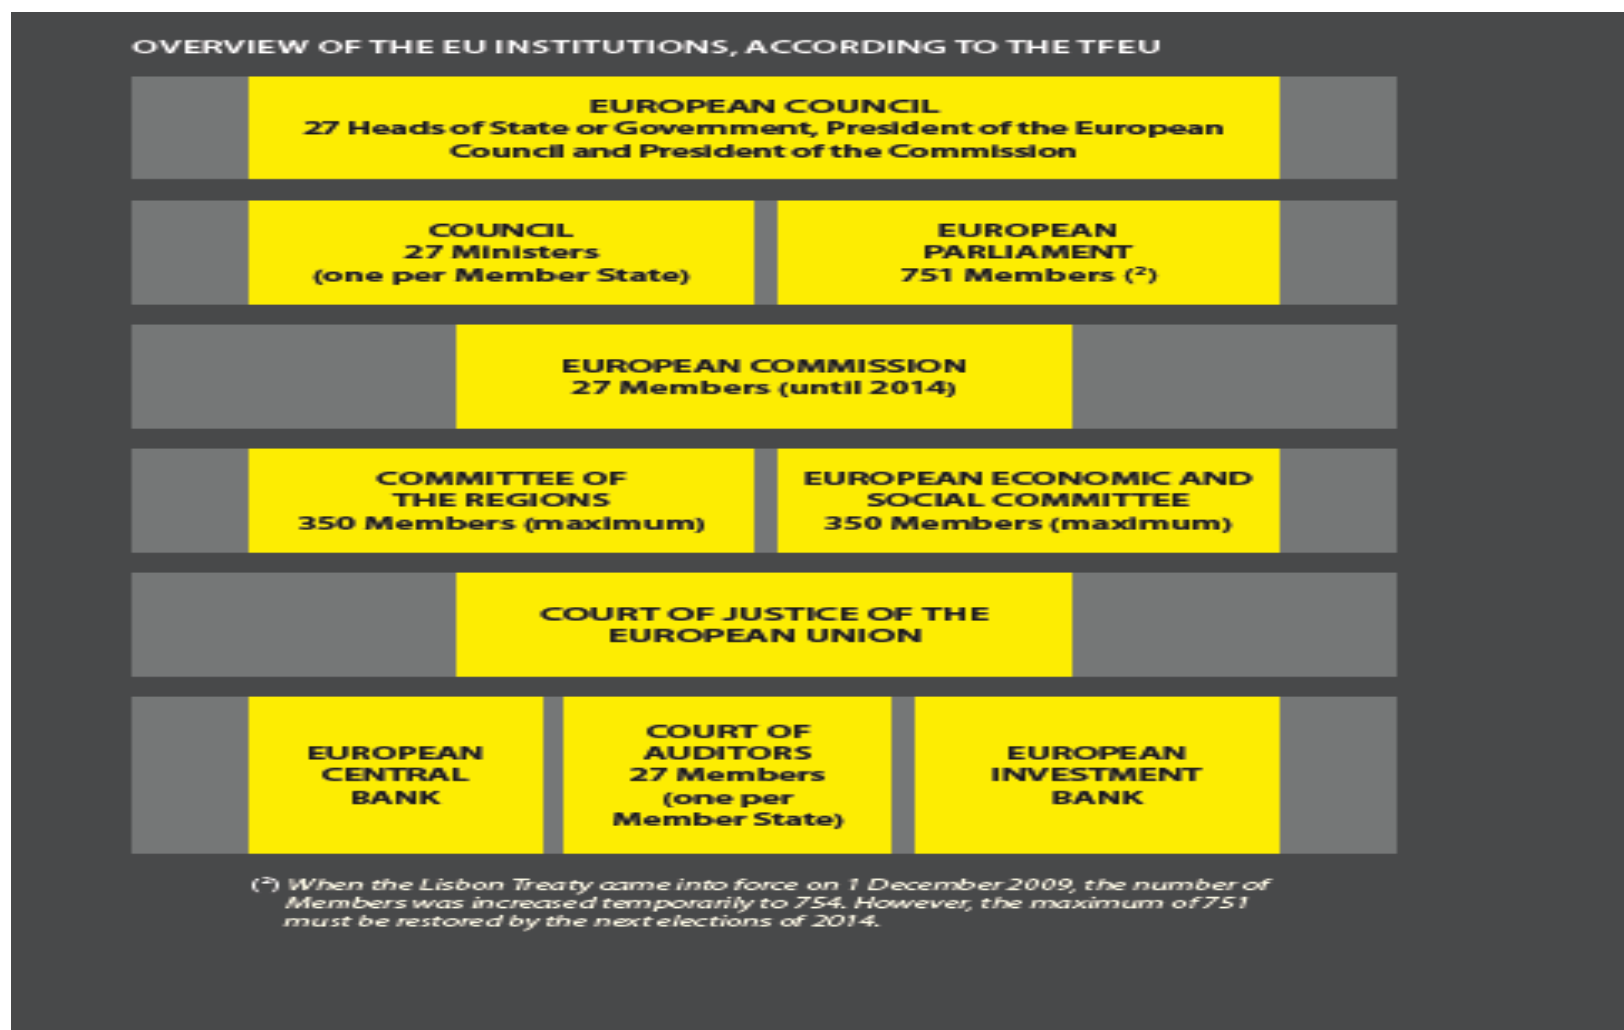 OVERVIEW OF THE EU INSTITUTIONS, ACCORDING TO THE TFEU
EUROPEAN COUNCIL
27 Heads of State or Government, President of the European
Council and President of the Commission
COUNCIL
27 Ministers
(one per Member State)
EUROPEAN
PARLIAMENT
751 Members (²)
EUROPEAN COMMISSION
27 Members (until 2014)
COMMITTEE OF
THE REGIONS
350 Members (maximum)
EUROPEAN ECONOMIC AND
SOCIAL COMMITTEE
350 Members (maximum)
COURT OF JUSTICE OF THE
EUROPEAN UNION
EUROPEAN
CENTRAL
BANK
COURT OF
AUDITORS
27 Members
(one per
Member State)
EUROPEAN
INVESTMENT
BANK
(²) When the Lisbon Treaty came into force on 1 December 2009, the number of
Members was increased temporarily to 754. However, the maximum of 751
must be restored by the next elections of 2014.